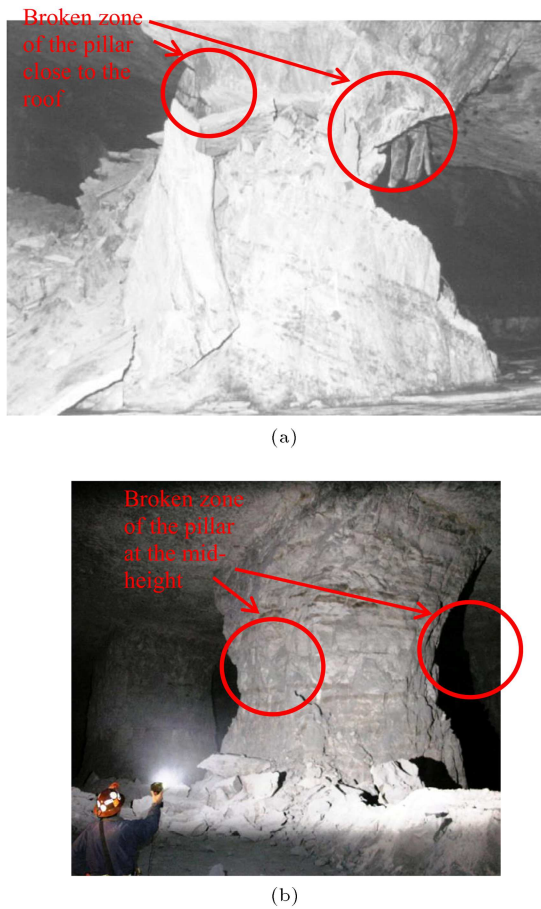 Broken zone
of the pillar
close to the
roof
(a)
Broken zone
of the pillar
at the mid-
height
(b)